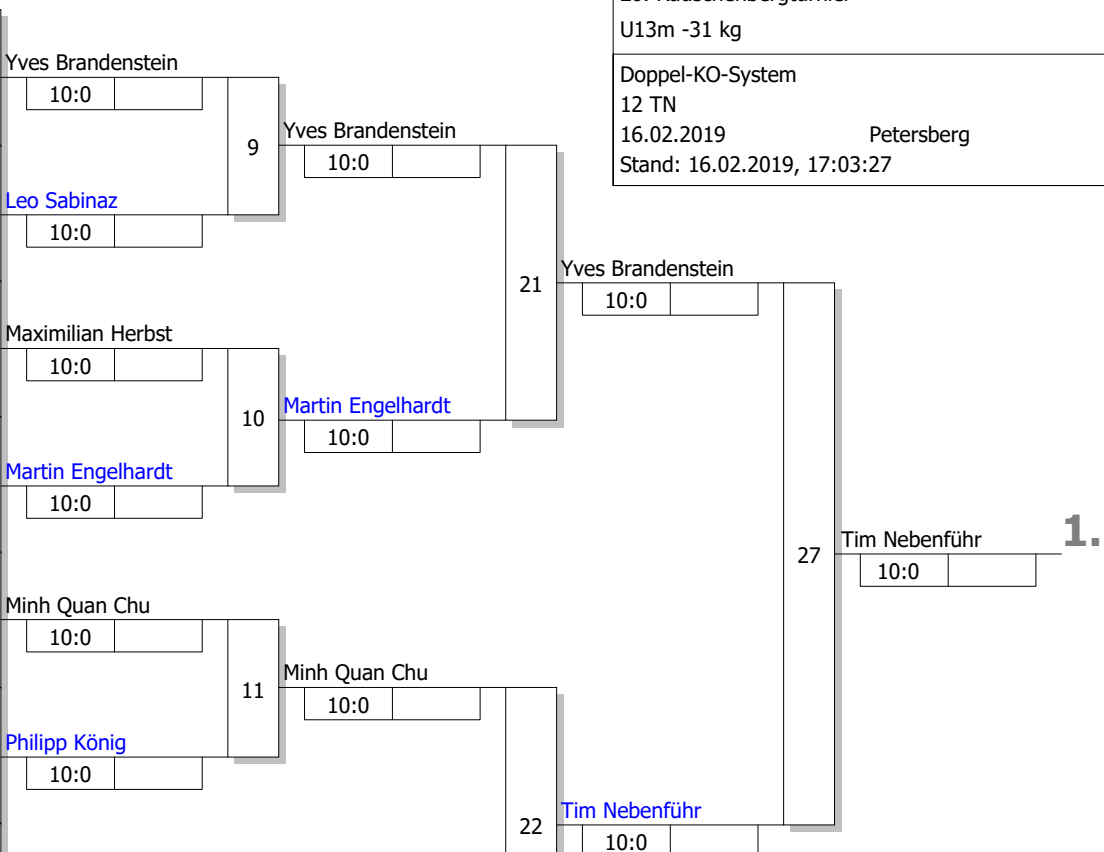 U13m -31 kg
Doppel-KO-System
12 TN
16.02.2019 Petersberg
Stand: 16.02.2019, 17:03:27
Yves Brandenstein
10:0
9
Yves Brandenstein
10:0
Leo Sabinaz
10:0
21
Yves Brandenstein
10:0
Maximilian Herbst
10:0
10
Martin Engelhardt
10:0
Martin Engelhardt
10:0
27
Tim Nebenführ
1.
10:0
Minh Quan Chu
10:0
11
Minh Quan Chu
10:0
Philipp König
10:0
22
Tim Nebenführ
10:0